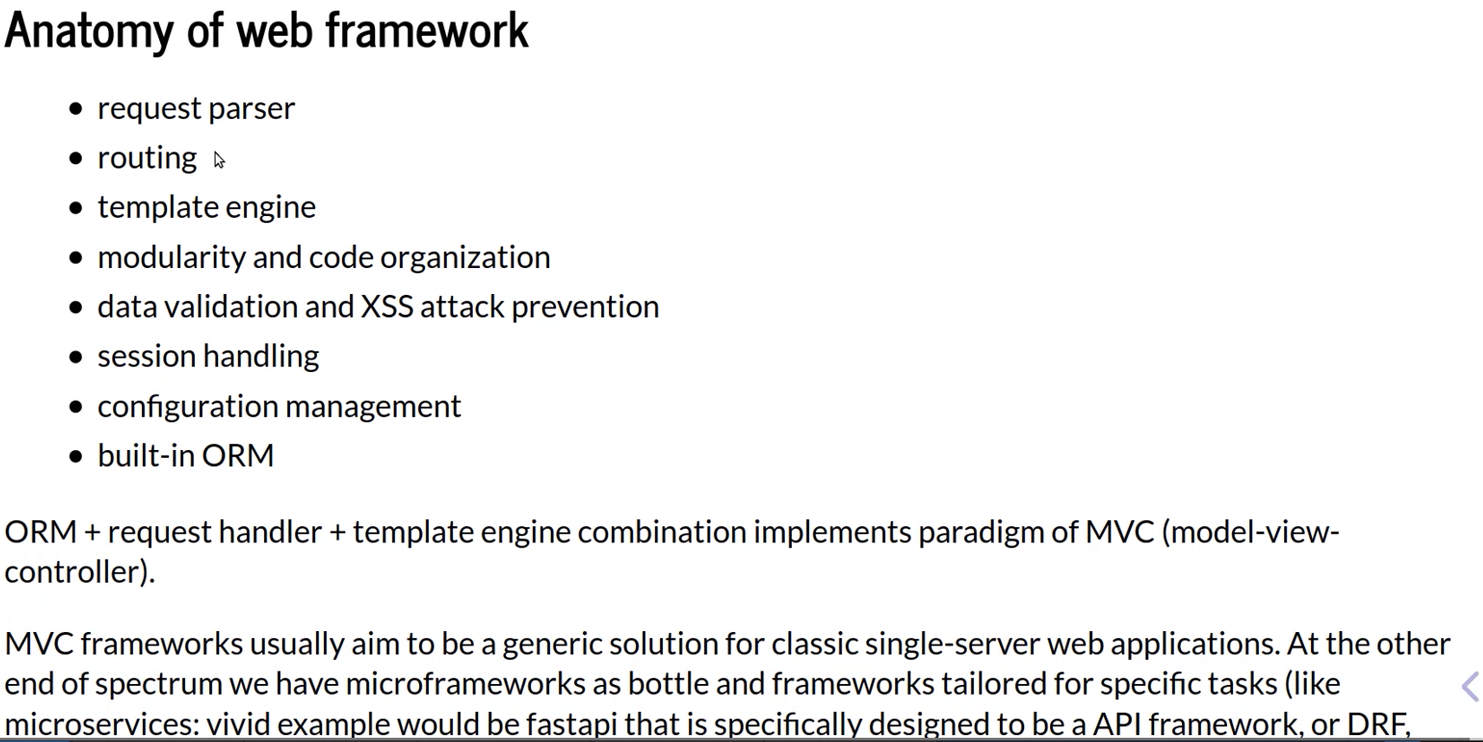 Anatomy of web framework
• request parser
• routing
• template engine
• modularity and code organization
• data validation and XSS attack prevention
• session handling
• configuration management
• built-in ORM
ORM + request handler + template engine combination implements paradigm of MVC (model-view-
controller).
MVC frameworks usually aim to be a generic solution for classic single-server web applications. At the other
end of spectrum we have microframeworks as bottle and frameworks tailored for specific tasks (like
microservices: vivid example would be fastapi that is specifically designed to be a API framework, or DRF,